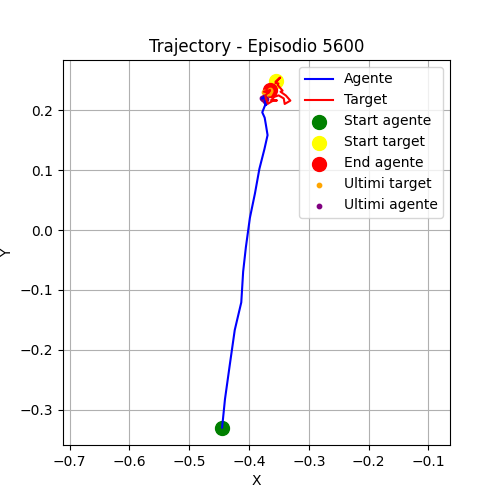 Trajectory - Episodio 5600
Agente
Target
Start agente
Start target
End agente
Ultimi target
Ultimi agente
0.2
0.1
0.0
−0.1
−0.2
−0.3
Y
−0.7 −0.6 −0.5 −0.4 −0.3 −0.2 −0.1
X